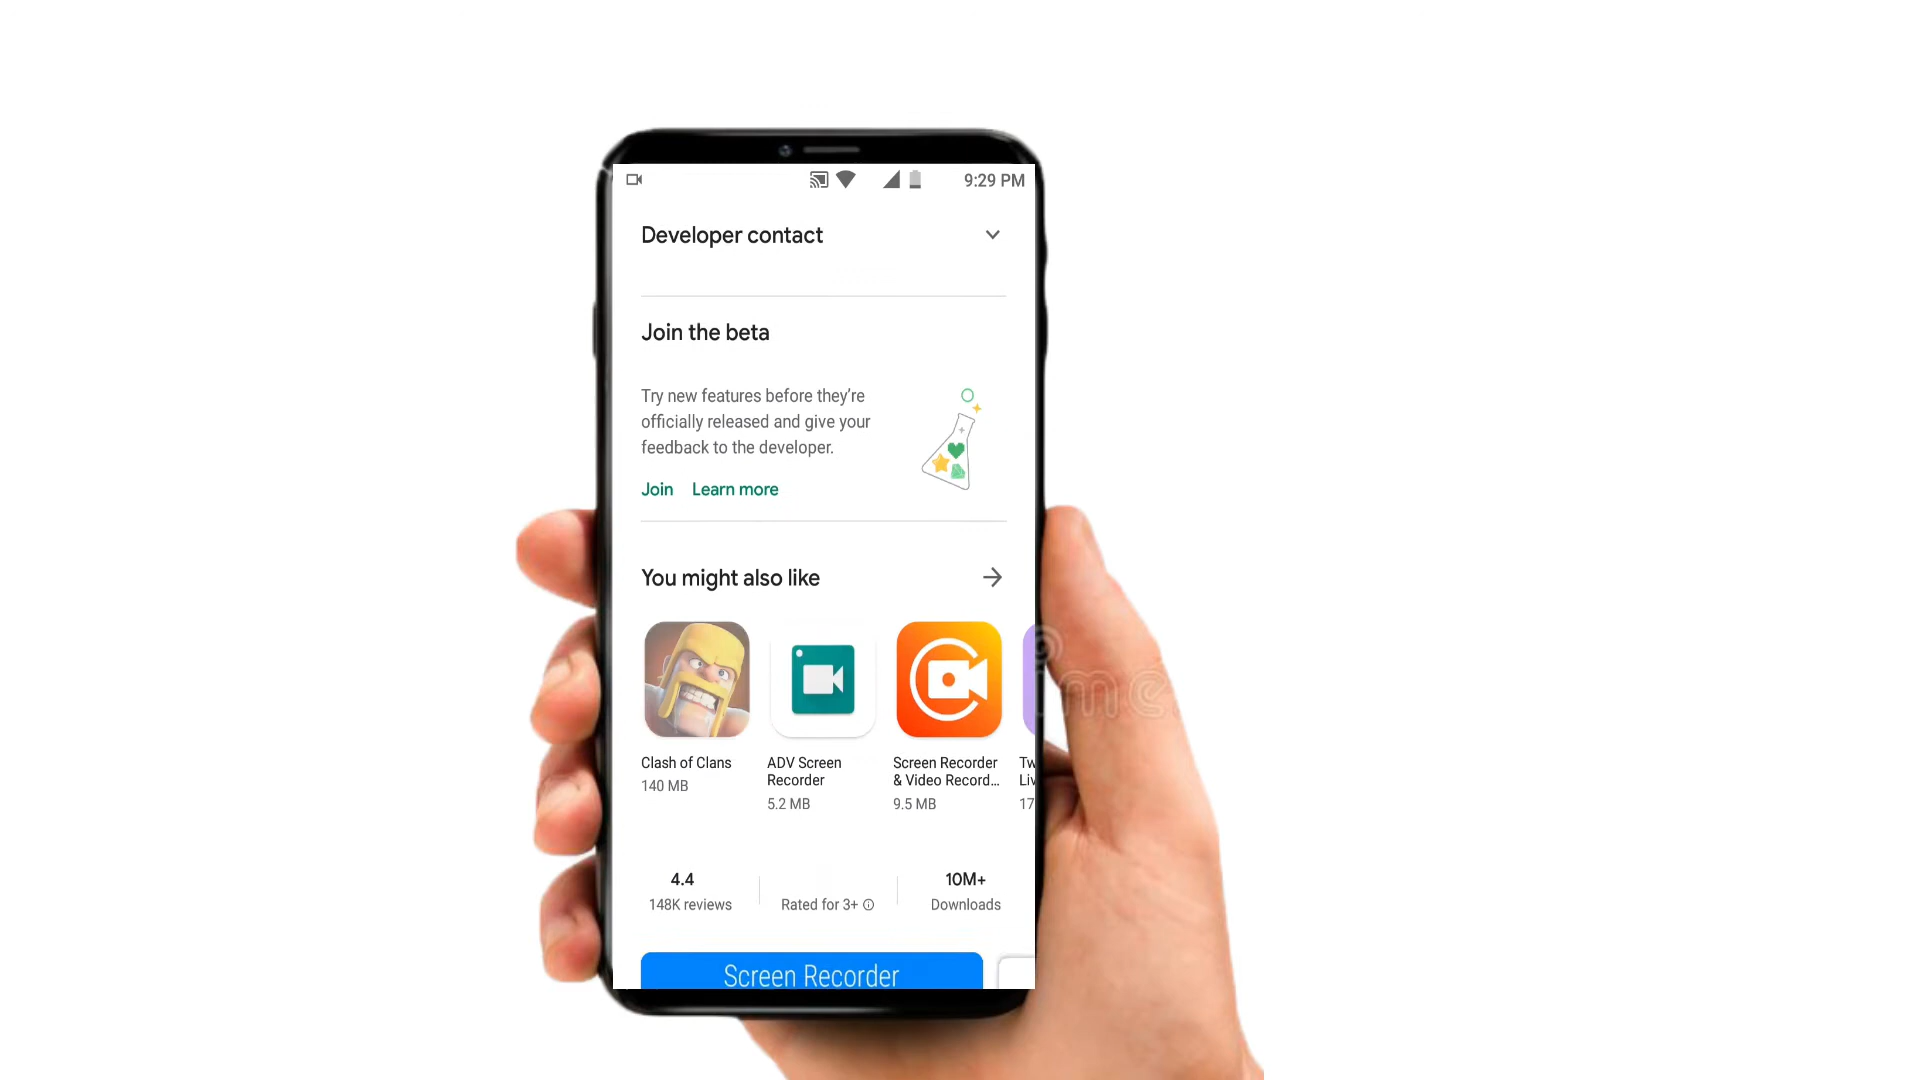 9:29 PM
Developer contact
Join the beta
Try new features before they're
officially released and give your
feedback to the developer.
Join Learn more
You might also like
Clash of Clans
140 MB
ADV Screen
Recorder
5.2 MB
Screen Recorder
& Video Record...
9.5 MB
Tw
Liv
17
4.4
148K reviews
Rated for 3+
10M+
Downloads
Screen Recorder